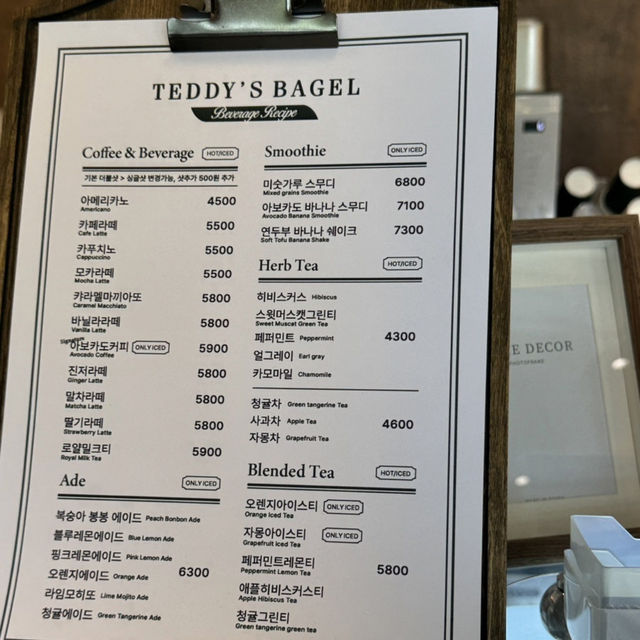 TEDDY'S BAGEL
Beverage Recipe
Coffee & Beverage HOT/ICED
기본 더블샷 > 싱글샷 변경가능, 샷추가 500원 추가
아메리카노 4500
Americano
카페라떼 5500
Cafe Latte
카푸치노 5500
Cappuccino
모카라떼 5500
Mocha Latte
캬라멜마끼아또 5800
Caramel Macchiato
바닐라라떼 5800
Vanilla Latte
Signature
아보카도커피 ONLY ICED 5900
Avocado Coffee
진저라떼 5800
Ginger Latte
말차라떼 5800
Matcha Latte
딸기라떼 5800
Strawberry Latte
로얄밀크티 5900
Royal Milk Tea
Ade ONLY ICED
복숭아 봉봉 에이드 Peach Bonbon Ade
블루레몬에이드 Blue Lemon Ade
핑크레몬에이드 Pink Lemon Ade
오렌지에이드 Orange Ade 6300
라임모히또 Lime Mojito Ade
청귤에이드 Green Tangerine Ade
Smoothie ONLY ICED
미숫가루 스무디 6800
Mixed grains Smoothie
아보카도 바나나 스무디 7100
Avocado Banana Smoothie
연두부 바나나 쉐이크 7300
Soft Tofu Banana Shake
Herb Tea HOT/ICED
히비스커스 Hibiscus
스윗머스캣그린티
Sweet Muscat Green Tea
페퍼민트 Peppermint 4300
얼그레이 Earl gray
카모마일 Chamomile
청귤차 Green tangerine Tea
사과차 Apple Tea 4600
자몽차 Grapefruit Tea
Blended Tea HOT/ICED
오렌지아이스티 ONLY ICED
Orange Iced Tea
자몽아이스티 ONLY ICED
Grapefruit Iced Tea
페퍼민트레몬티 5800
Peppermint Lemon Tea
애플히비스커스티
Apple Hibiscus Tea
청귤그린티
Green tangerine green tea
E DECOR